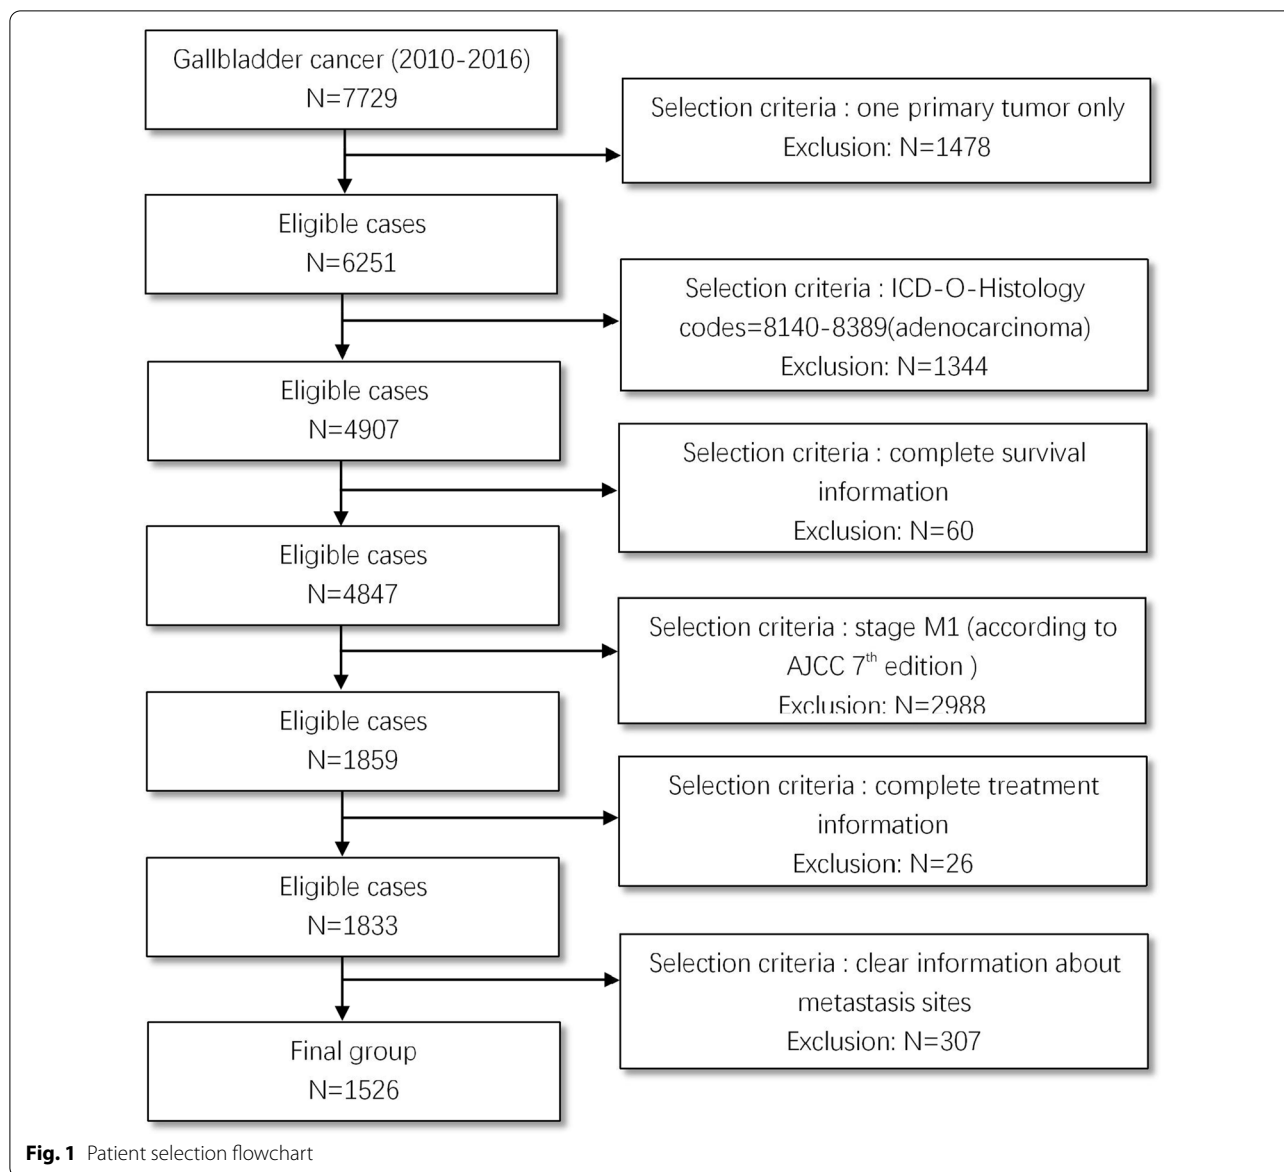 Gallbladder cancer (2010-2016)
N=7729
Selection criteria : one primary tumor only
Exclusion: N=1478
Eligible cases
N=6251
Selection criteria : ICD-O-Histology
codes=8140-8389(adenocarcinoma)
Exclusion: N=1344
Eligible cases
N=4907
Selection criteria : complete survival
information
Exclusion: N=60
Eligible cases
N=4847
Selection criteria : stage M1 (according to
AJCC 7th edition )
Exclusion: N=2988
Eligible cases
N=1859
Selection criteria : complete treatment
information
Exclusion: N=26
Eligible cases
N=1833
Selection criteria : clear information about
metastasis sites
Exclusion: N=307
Final group
N=1526
Fig. 1 Patient selection flowchart